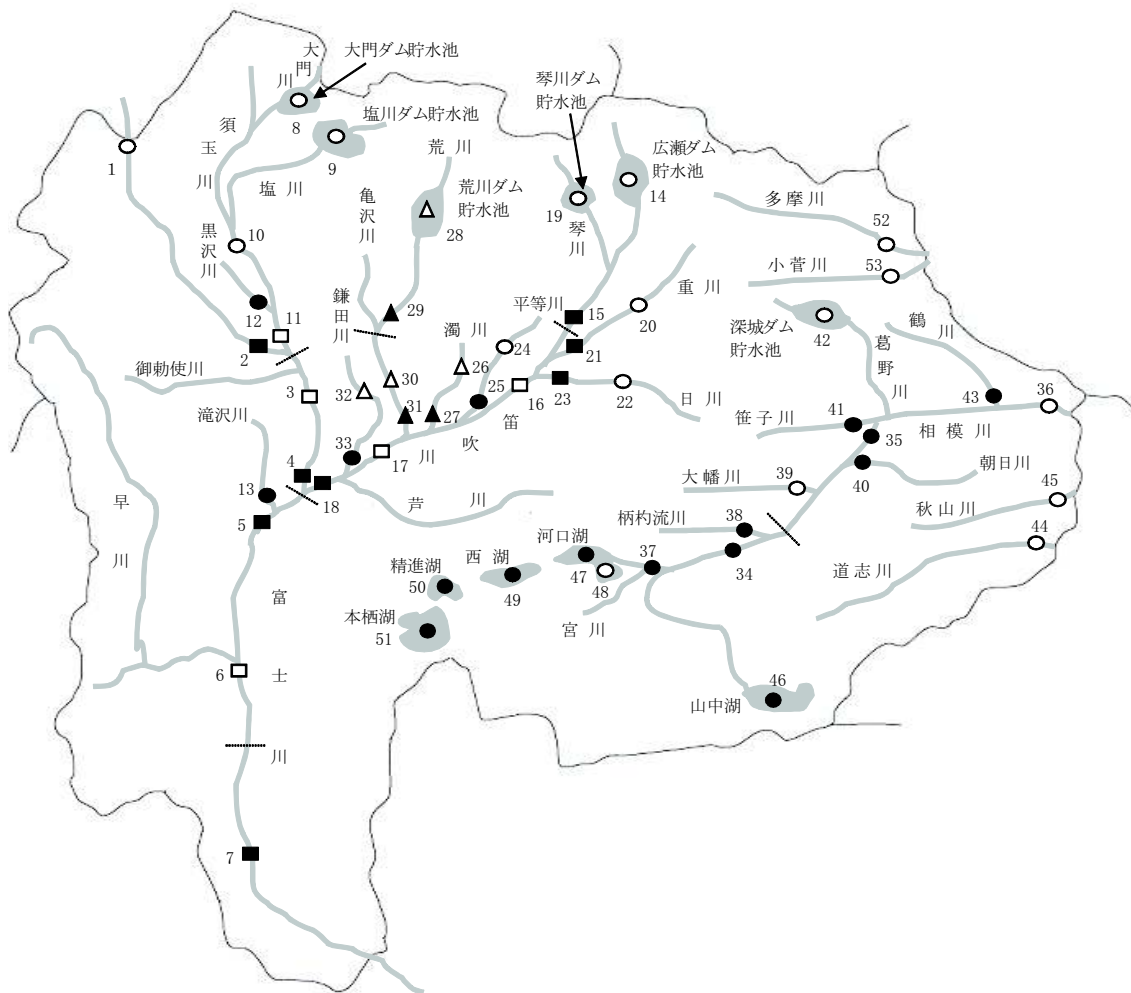 大門川
大門ダム貯水池
8
塩川ダム貯水池
9
須玉川
塩川
1
10
黒沢川
12
11
2
御勅使川
3
滝沢川
4
13
5
18
荒川
亀沢川
荒川ダム
貯水池
28
29
鎌田川
32
30
31
33
17
濁川
26
27
24
25
16
琴川ダム
貯水池
19
琴川
広瀬ダム
貯水池
14
平等川
15
重川
20
21
23
22
日川
笛
吹
川
芦川
多摩川
52
小菅川
53
深城ダム
貯水池
42
葛野川
鶴川
43
36
笹子川
41
35
相模川
40
朝日川
大幡川
39
45
秋山川
44
道志川
柄杓流川
38
34
37
河口湖
47
48
宮川
西湖
49
精進湖
50
本栖湖
51
46
山中湖
早川
富
士
川
6
7